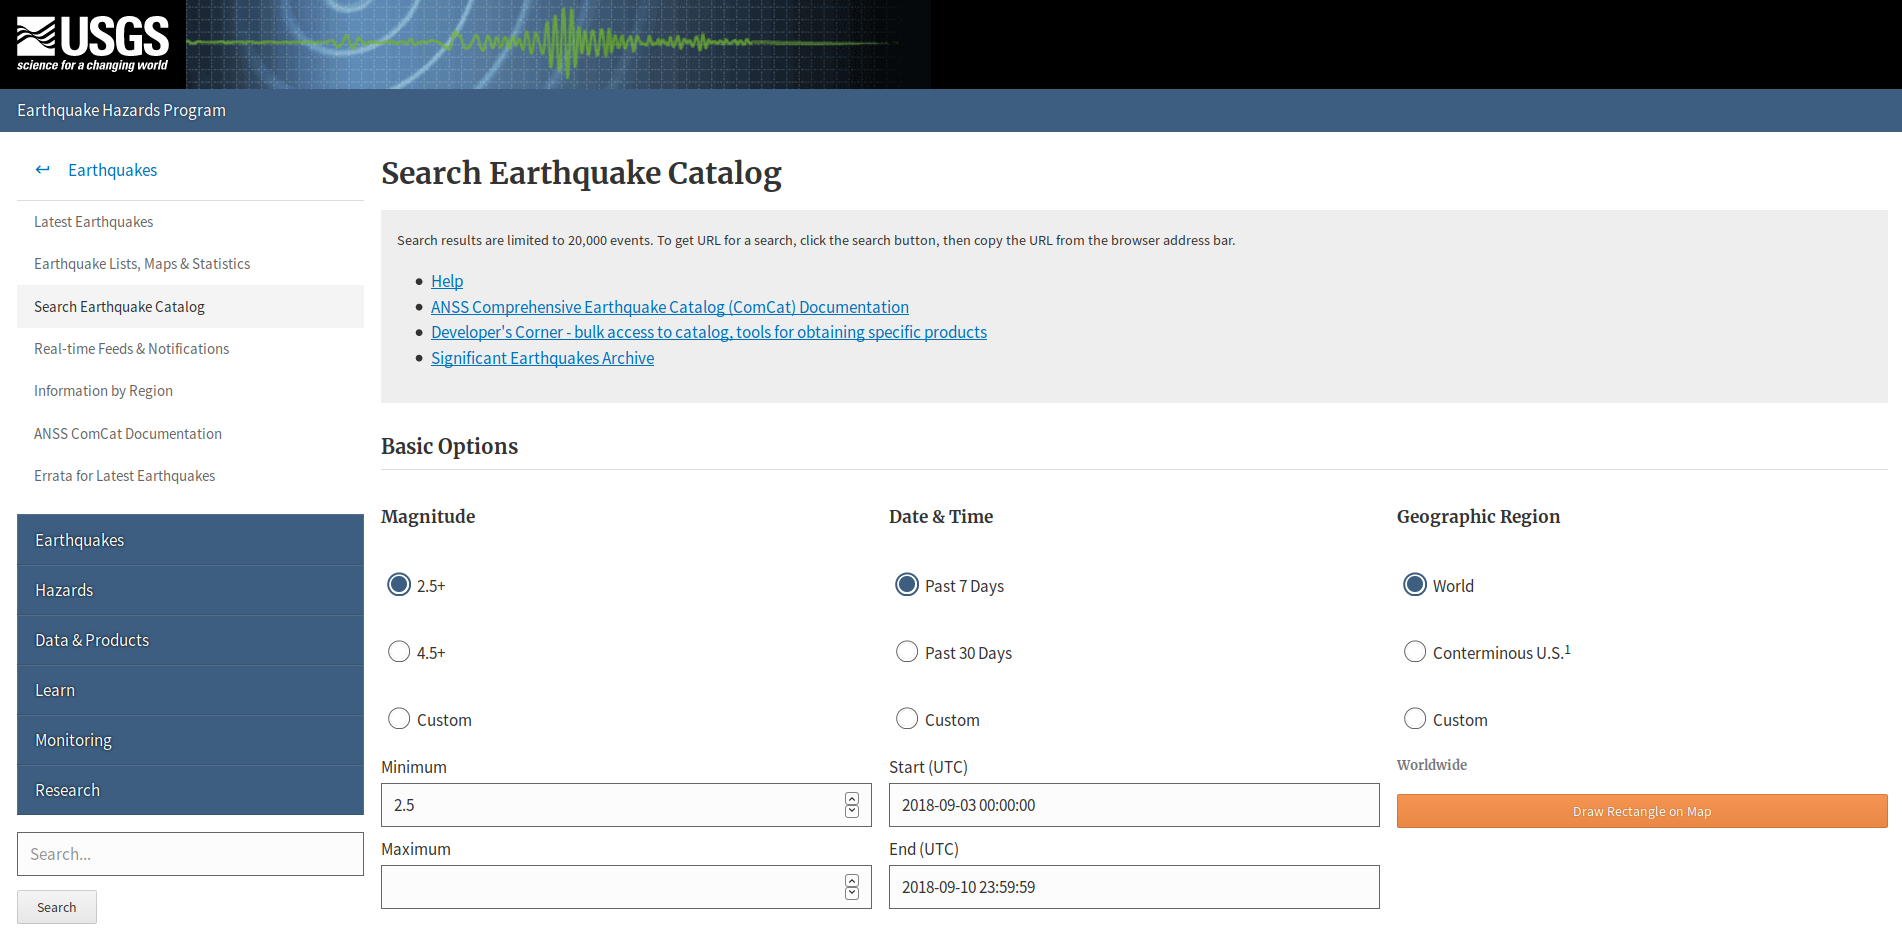 USGS
science for a changing world
Earthquake Hazards Program
Earthquakes
Latest Earthquakes
Earthquake Lists, Maps & Statistics
Search Earthquake Catalog
Real-time Feeds & Notifications
Information by Region
ANSS ComCat Documentation
Errata for Latest Earthquakes
Earthquakes
Hazards
Data & Products
Learn
Monitoring
Research
Search...
Search
Search Earthquake Catalog
Search results are limited to 20,000 events. To get URL for a search, click the search button, then copy the URL from the browser address bar.
Help
ANSS Comprehensive Earthquake Catalog (ComCat) Documentation
Developer's Corner - bulk access to catalog, tools for obtaining specific products
Significant Earthquakes Archive
Basic Options
Magnitude
2.5+
4.5+
Custom
Minimum
2.5
Maximum
Date & Time
Past 7 Days
Past 30 Days
Custom
Start (UTC)
2018-09-03 00:00:00
End (UTC)
2018-09-10 23:59:59
Geographic Region
World
Conterminous U.S.1
Custom
Worldwide
Draw Rectangle on Map